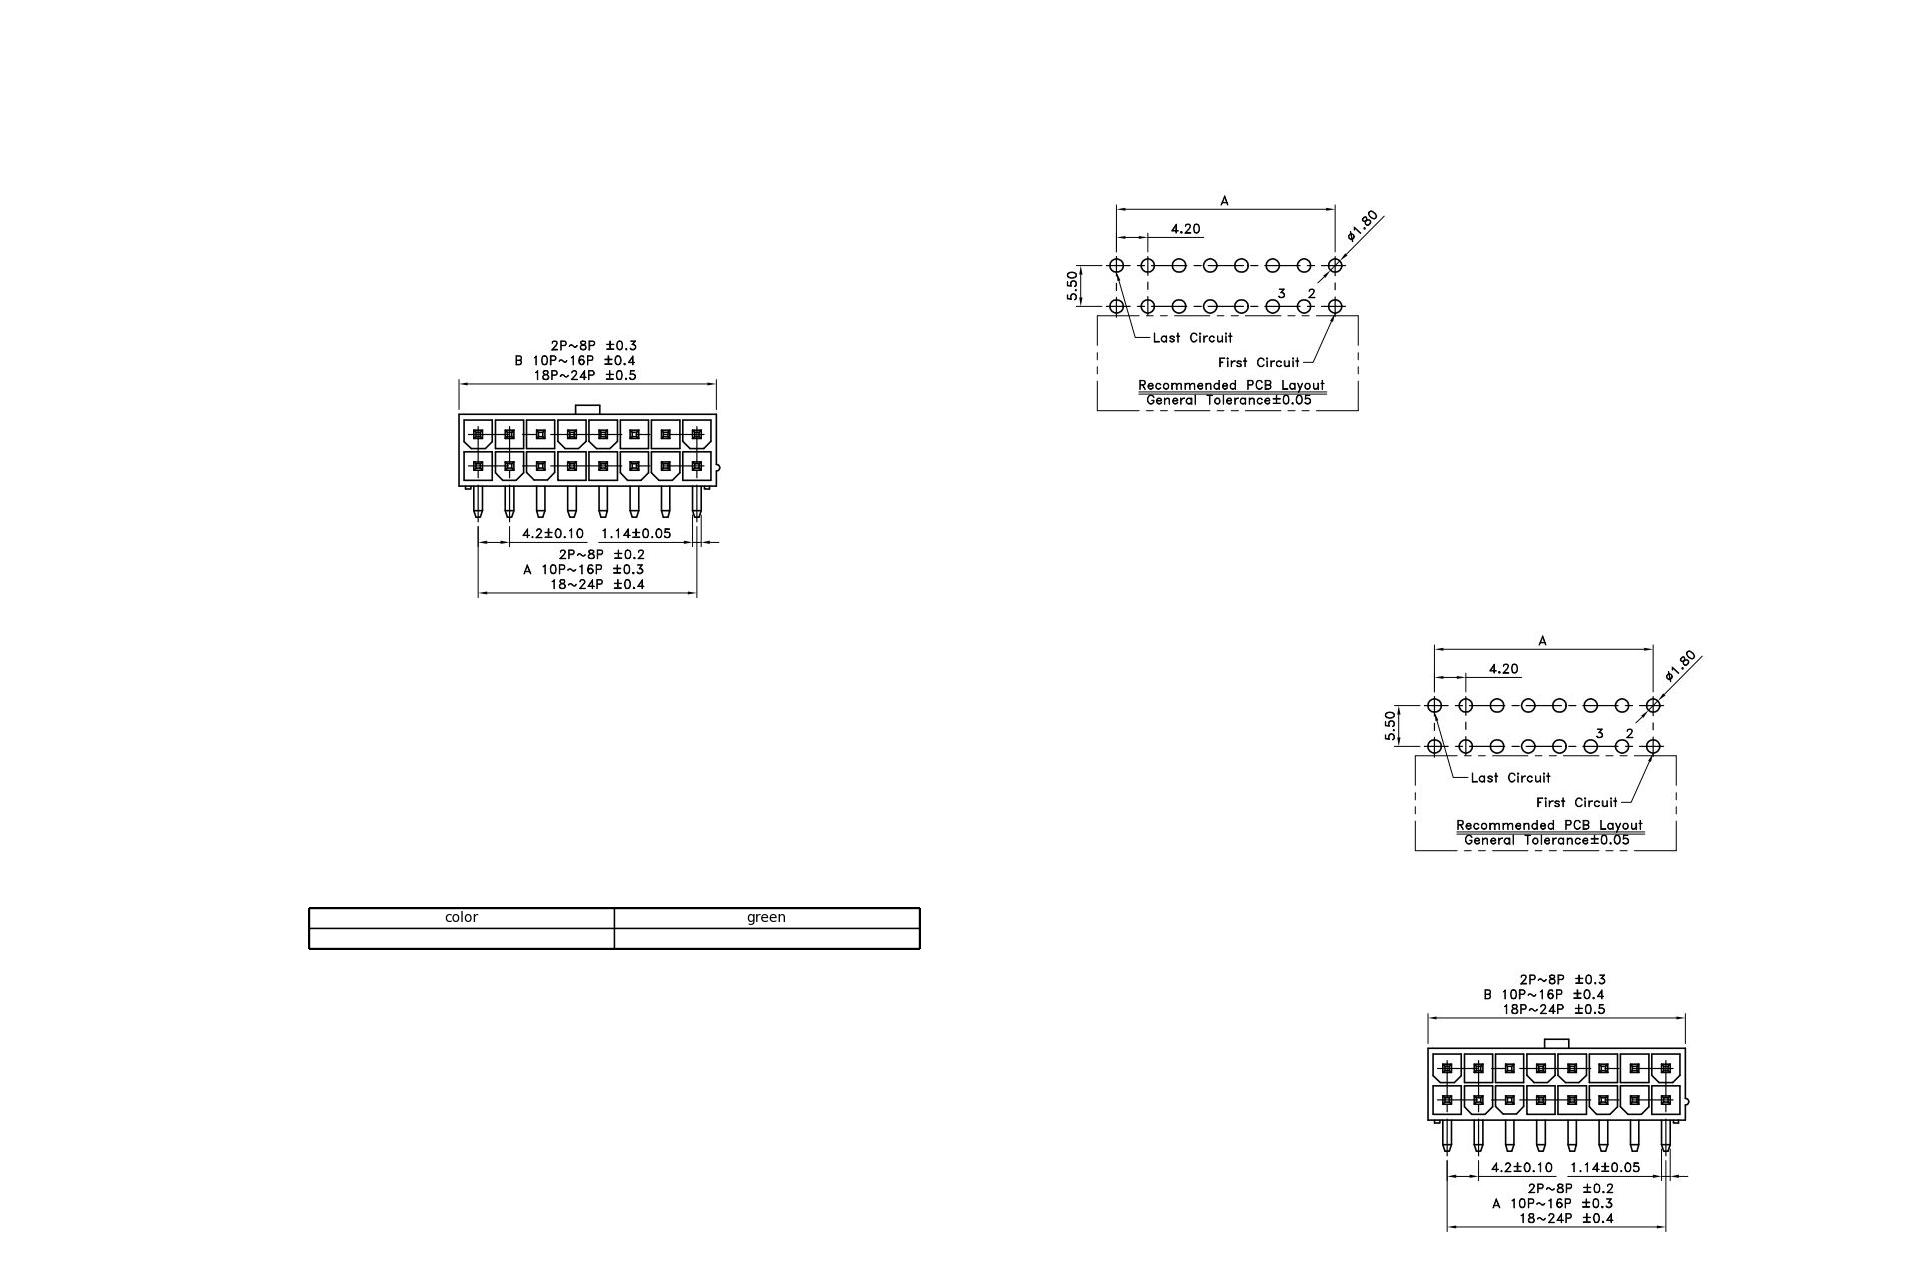 A
4.20
ø1.80
5.50
3 2
Last Circuit
First Circuit
Recommended PCB Layout
General Tolerance±0.05
2P~8P ±0.3
B 10P~16P ±0.4
18P~24P ±0.5
4.2±0.10 1.14±0.05
2P~8P ±0.2
A 10P~16P ±0.3
18~24P ±0.4
A
4.20
ø1.80
5.50
3 2
Last Circuit
First Circuit
Recommended PCB Layout
General Tolerance±0.05
color green
2P~8P ±0.3
B 10P~16P ±0.4
18P~24P ±0.5
4.2±0.10 1.14±0.05
2P~8P ±0.2
A 10P~16P ±0.3
18~24P ±0.4